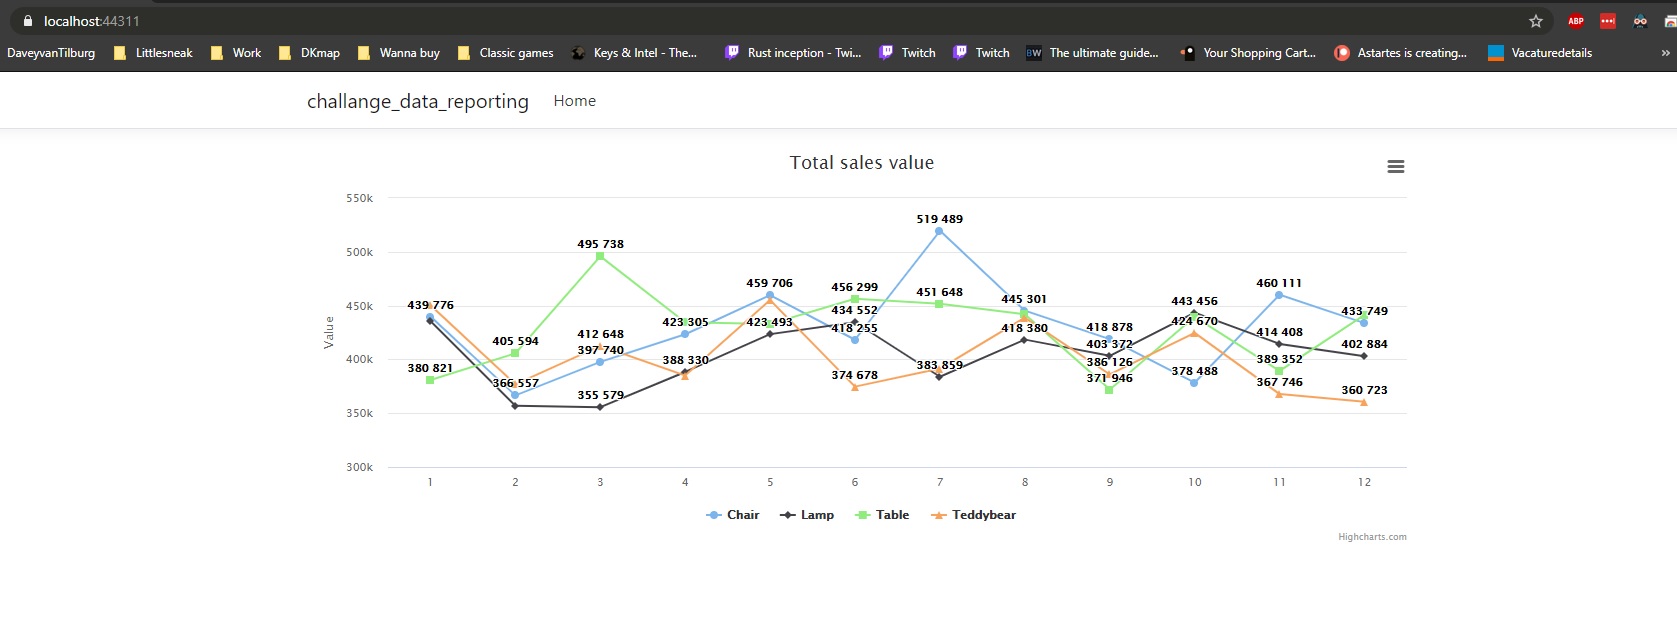 localhost:44311
ABP
DaveyvanTilburg Littlesneak Work DKmap Wanna buy Classic games Keys & Intel - The... Rust inception - Twi... Twitch Twitch BW The ultimate guide... Your Shopping Cart... Astartes is creating... Vacaturedetails »
challange_data_reporting Home
Total sales value
Value
550k
500k
450k
400k
350k
300k
439 776
380 821
405 594
366 557
495 738
412 648
397 740
355 579
423 305
388 330
459 706
423 493
456 299
434 552
418 255
374 678
519 489
451 648
383 859
445 301
418 380
418 878
403 372
386 126
371 946
443 456
424 670
378 488
460 111
414 408
389 352
367 746
433 749
402 884
360 723
1 2 3 4 5 6 7 8 9 10 11 12
Chair Lamp Table Teddybear
Highcharts.com